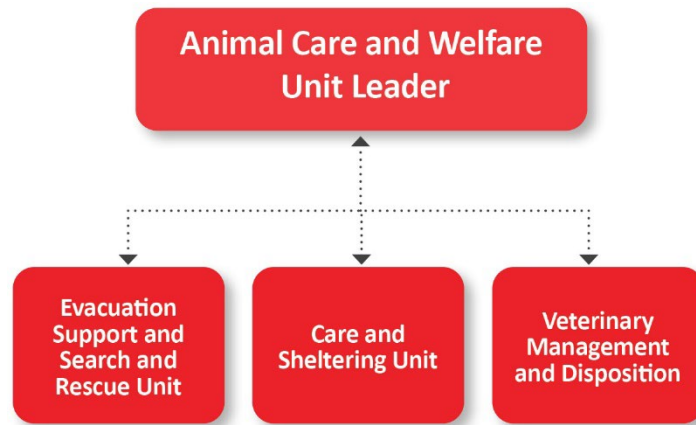 Animal Care and Welfare
Unit Leader
Evacuation
Support and
Search and
Rescue Unit
Care and
Sheltering Unit
Veterinary
Management
and Disposition